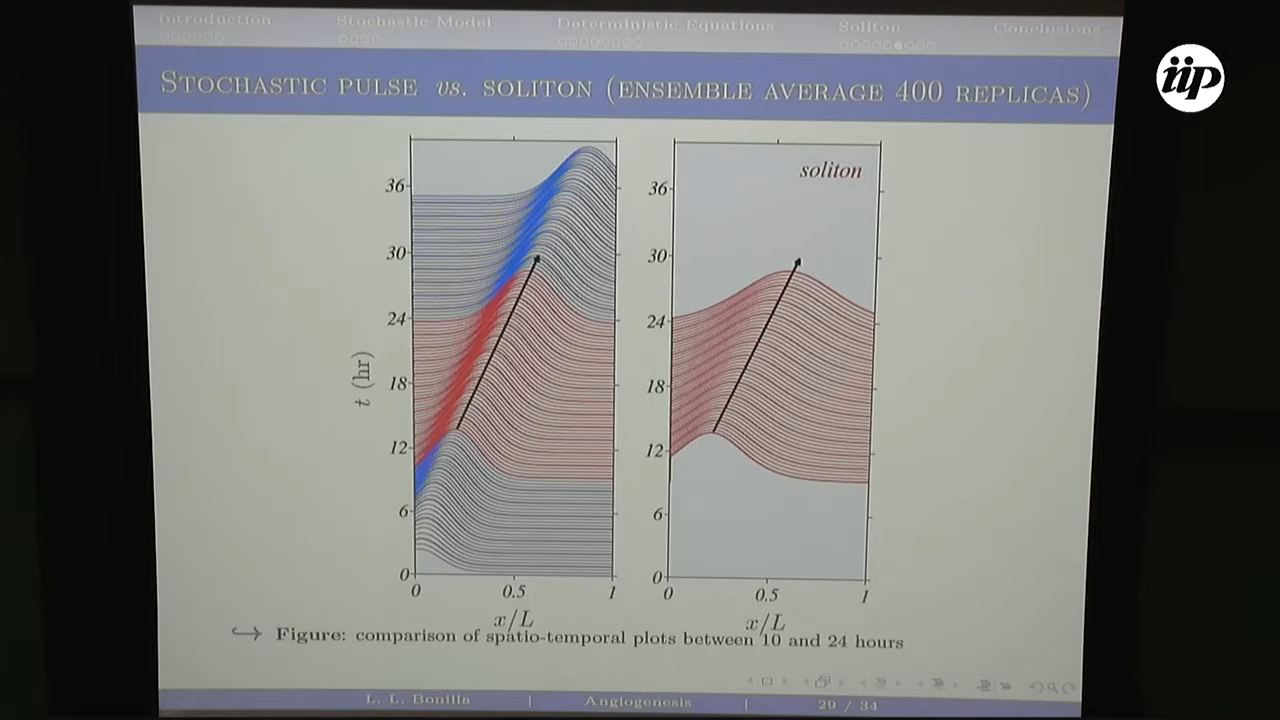 Introduction Stochastic Model Deterministic Equations Soliton Conclusions
iip
STOCHASTIC PULSE vs. SOLITON (ENSEMBLE AVERAGE 400 REPLICAS)
soliton
36
30
24
18
12
6
0
t (hr)
0 0.5 1
x/L
36
30
24
18
12
6
0
0 0.5 1
x/L
↪ Figure: comparison of spatio-temporal plots between 10 and 24 hours
L. L. Bonilla | Angiogenesis | 29 / 34